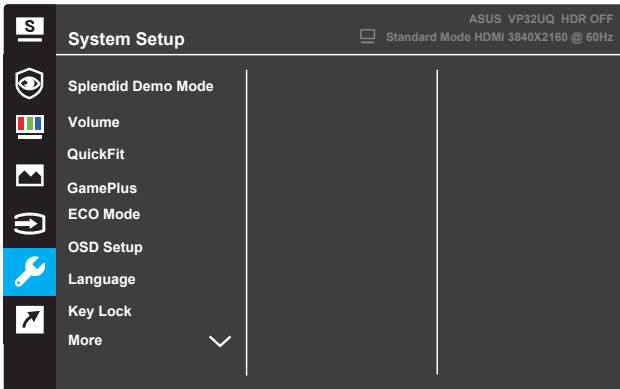 S
ASUS VP32UQ HDR OFF
System Setup
Standard Mode HDMI 3840X2160 @ 60Hz
Splendid Demo Mode
Volume
QuickFit
GamePlus
ECO Mode
OSD Setup
Language
Key Lock
More